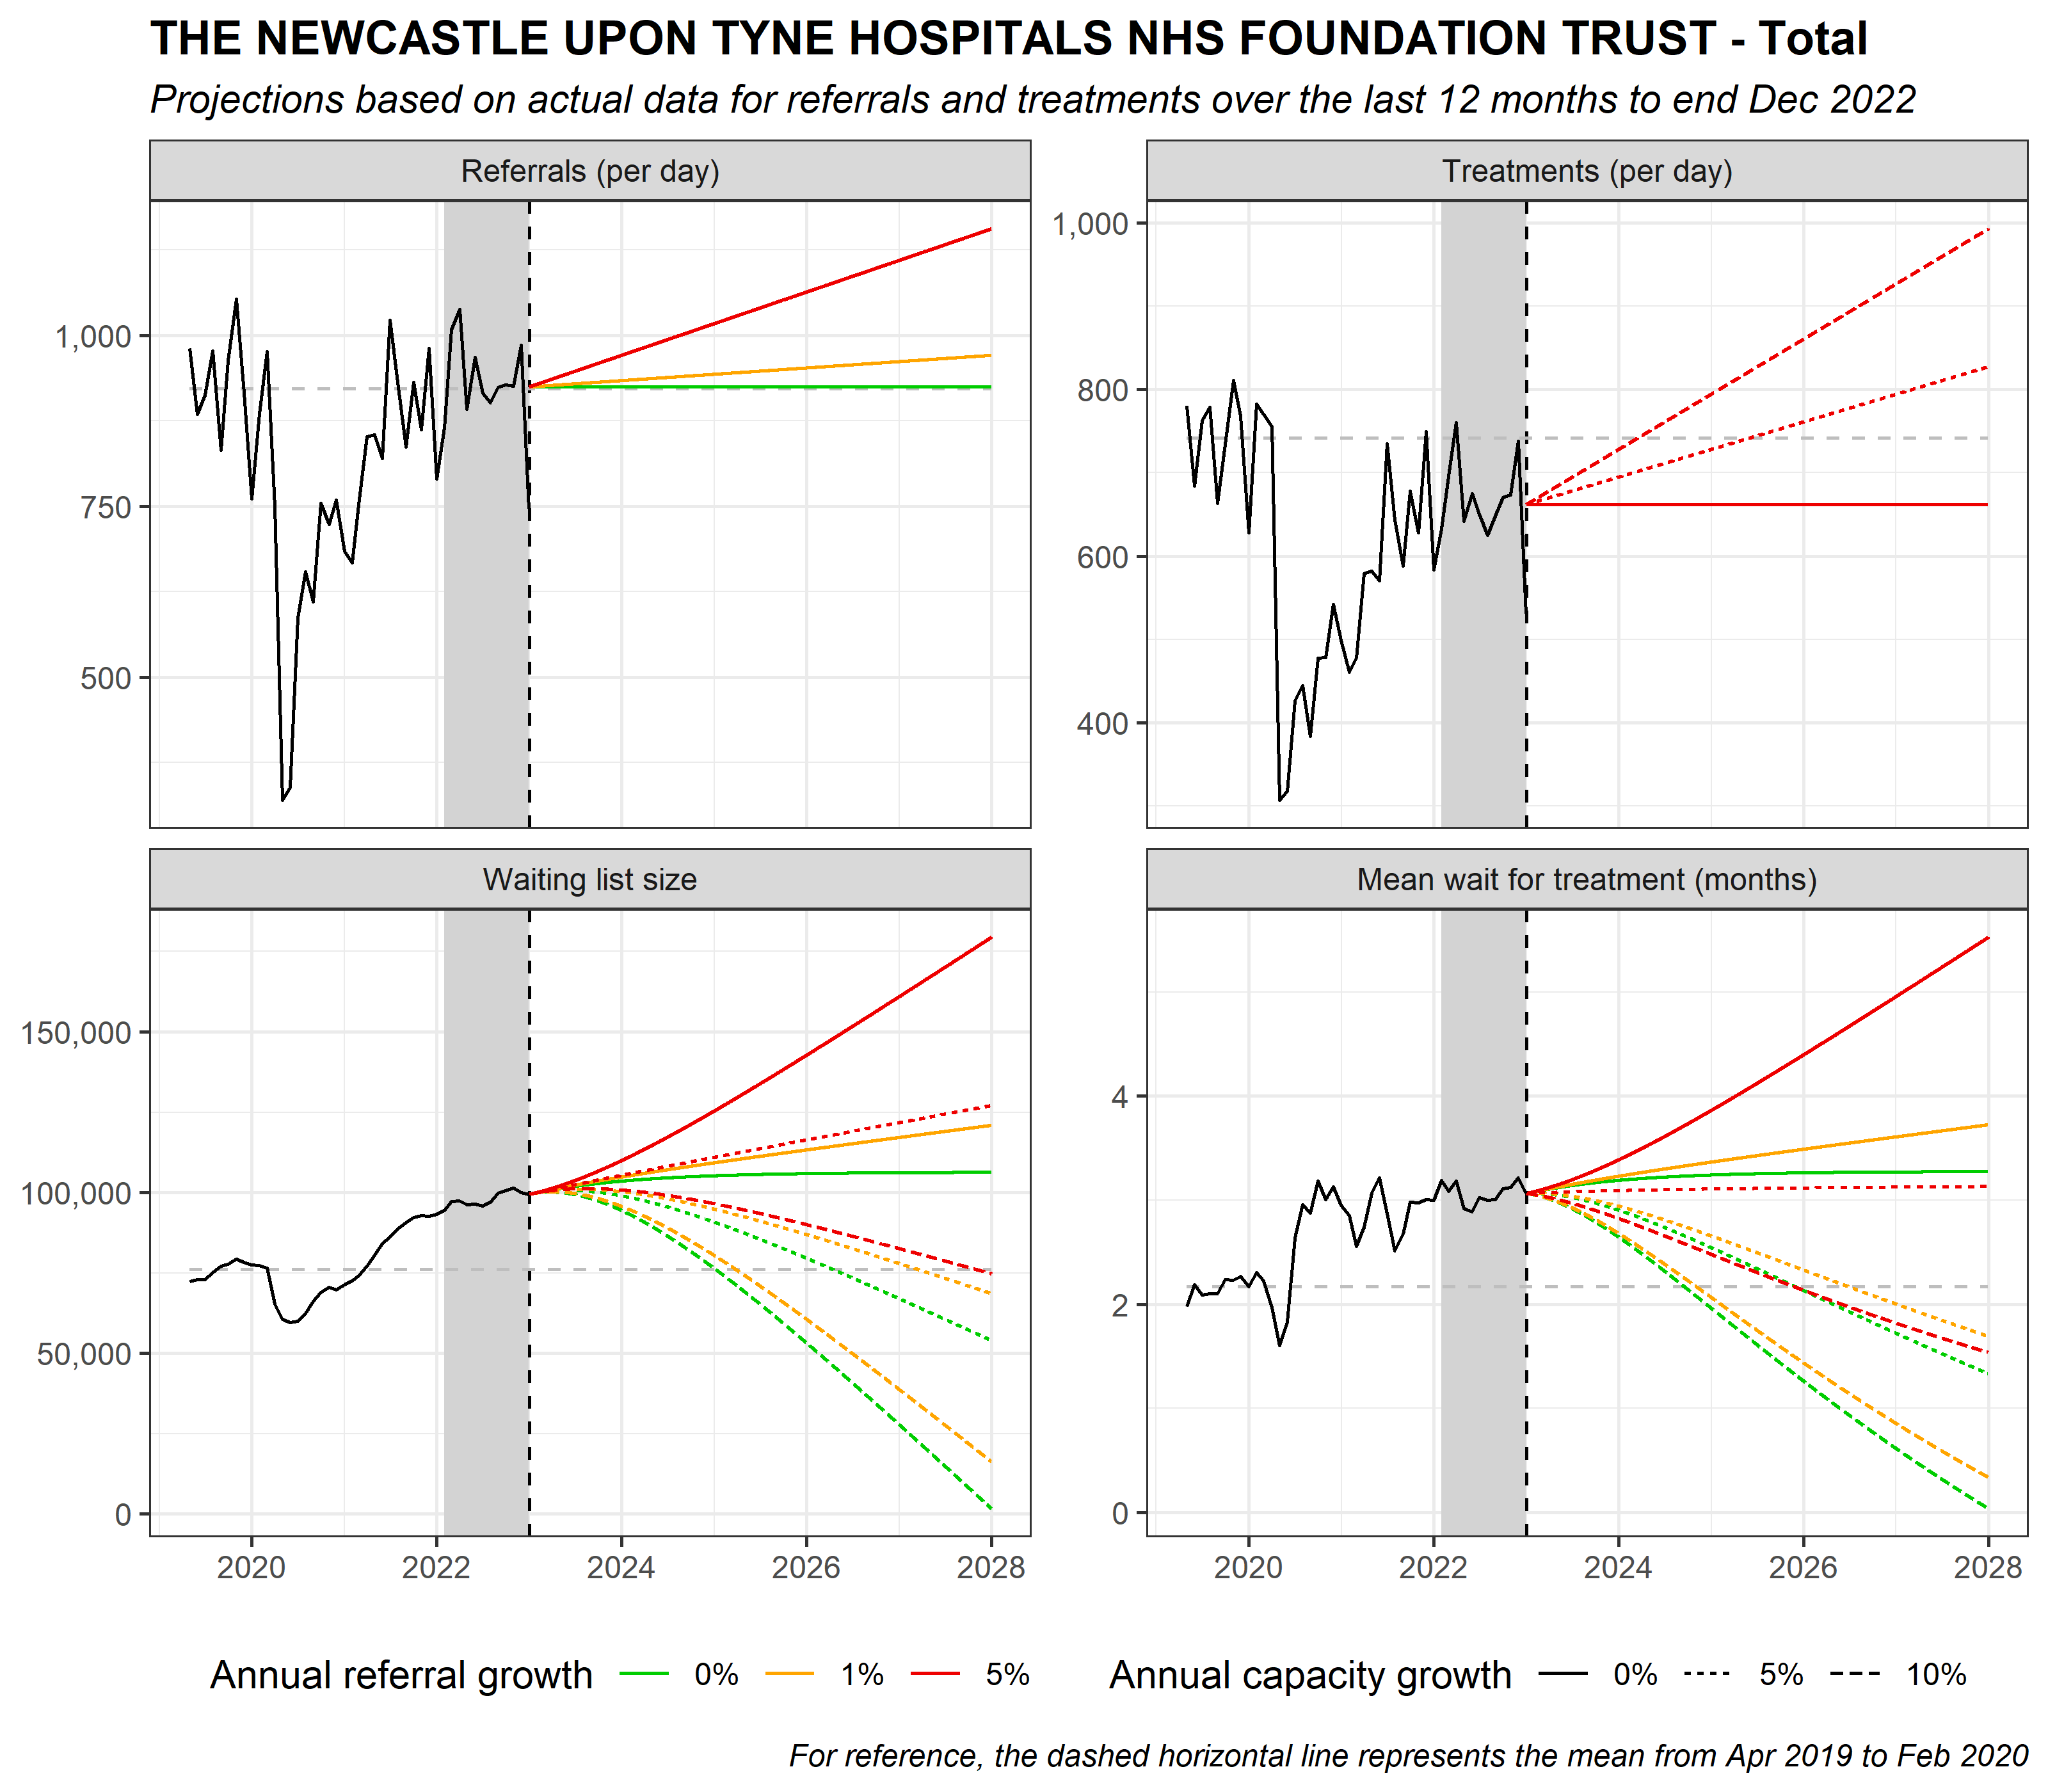 THE NEWCASTLE UPON TYNE HOSPITALS NHS FOUNDATION TRUST - Total
Projections based on actual data for referrals and treatments over the last 12 months to end Dec 2022
Referrals (per day)
1,000
750
500
Treatments (per day)
1,000
800
600
400
Waiting list size
150,000
100,000
50,000
0
2020 2022 2024 2026 2028
Mean wait for treatment (months)
4
2
0
2020 2022 2024 2026 2028
Annual referral growth 0% 1% 5%
Annual capacity growth 0% 5% 10%
For reference, the dashed horizontal line represents the mean from Apr 2019 to Feb 2020